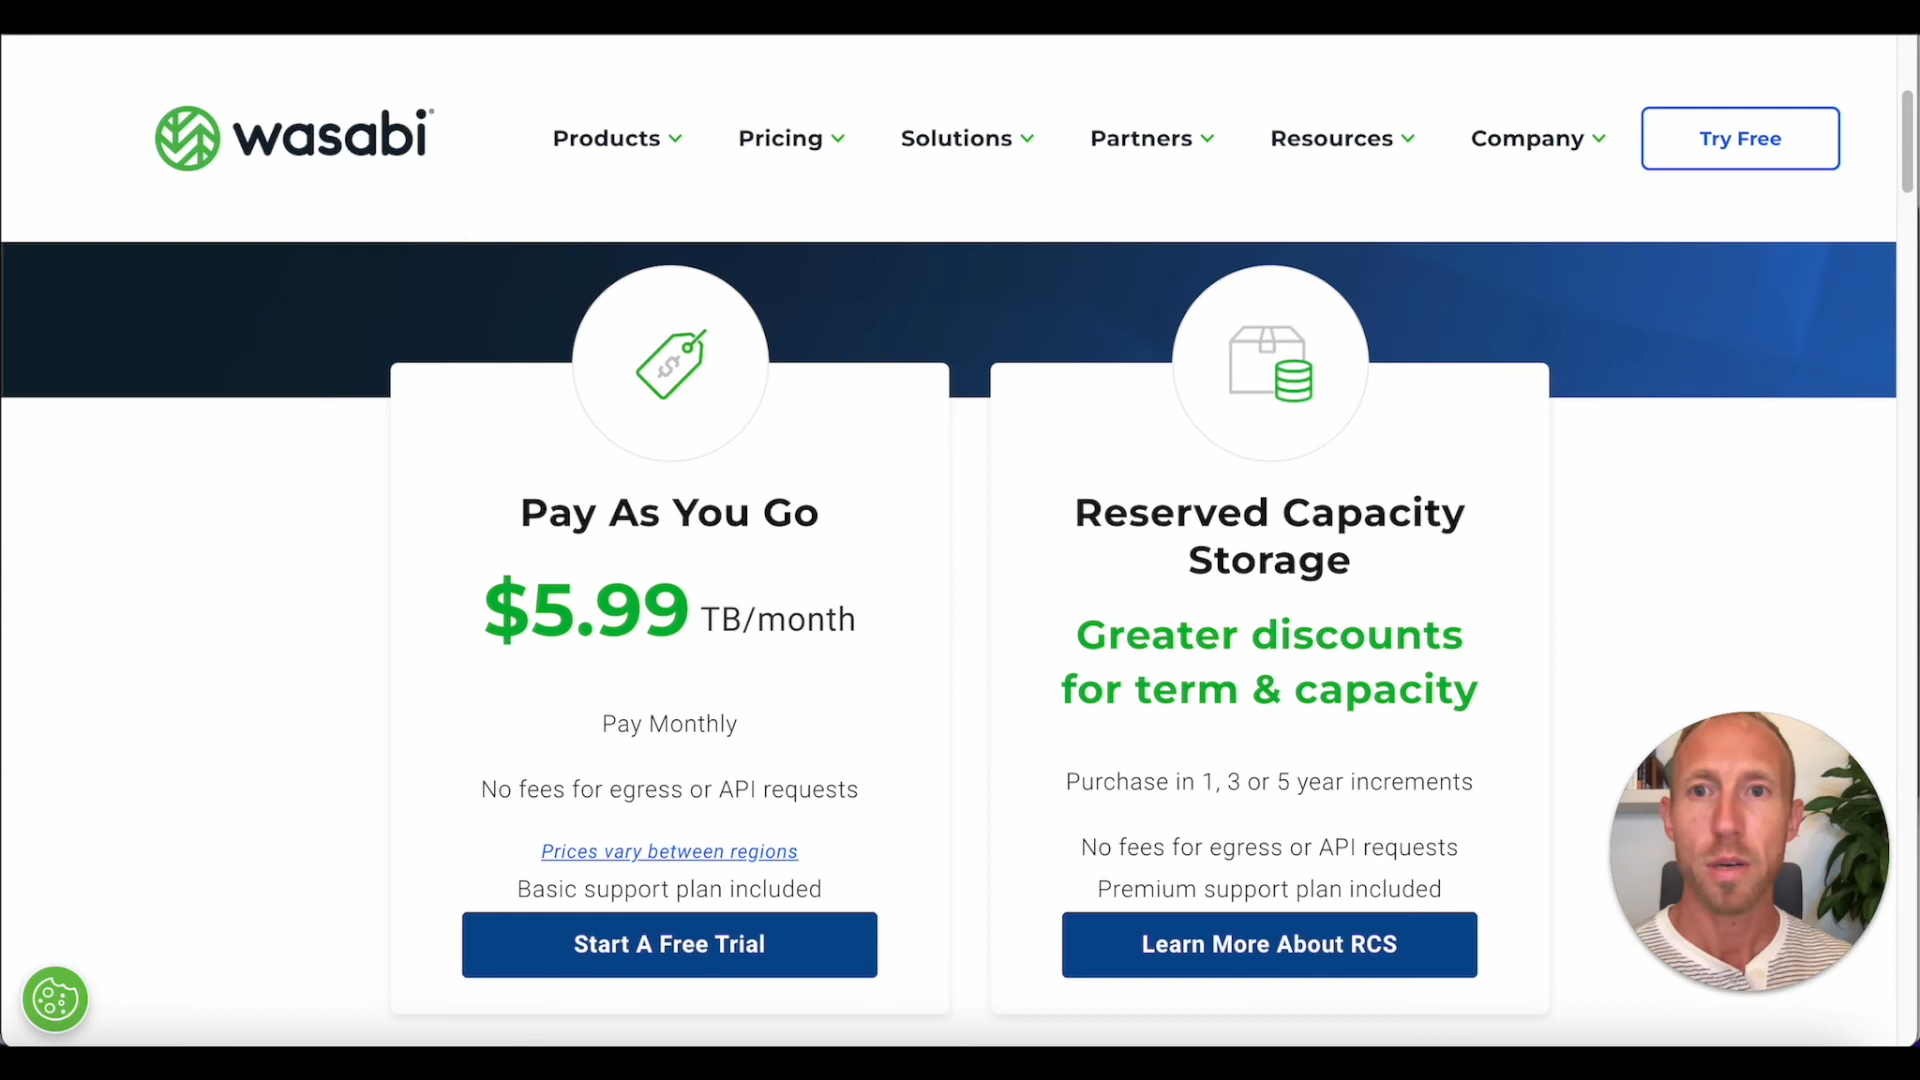 wasabi
Products
Pricing
Solutions
Partners
Resources
Company
Try Free
Pay As You Go
$5.99 TB/month
Pay Monthly
No fees for egress or API requests
Prices vary between regions
Basic support plan included
Start A Free Trial
Reserved Capacity
Storage
Greater discounts
for term & capacity
Purchase in 1, 3 or 5 year increments
No fees for egress or API requests
Premium support plan included
Learn More About RCS